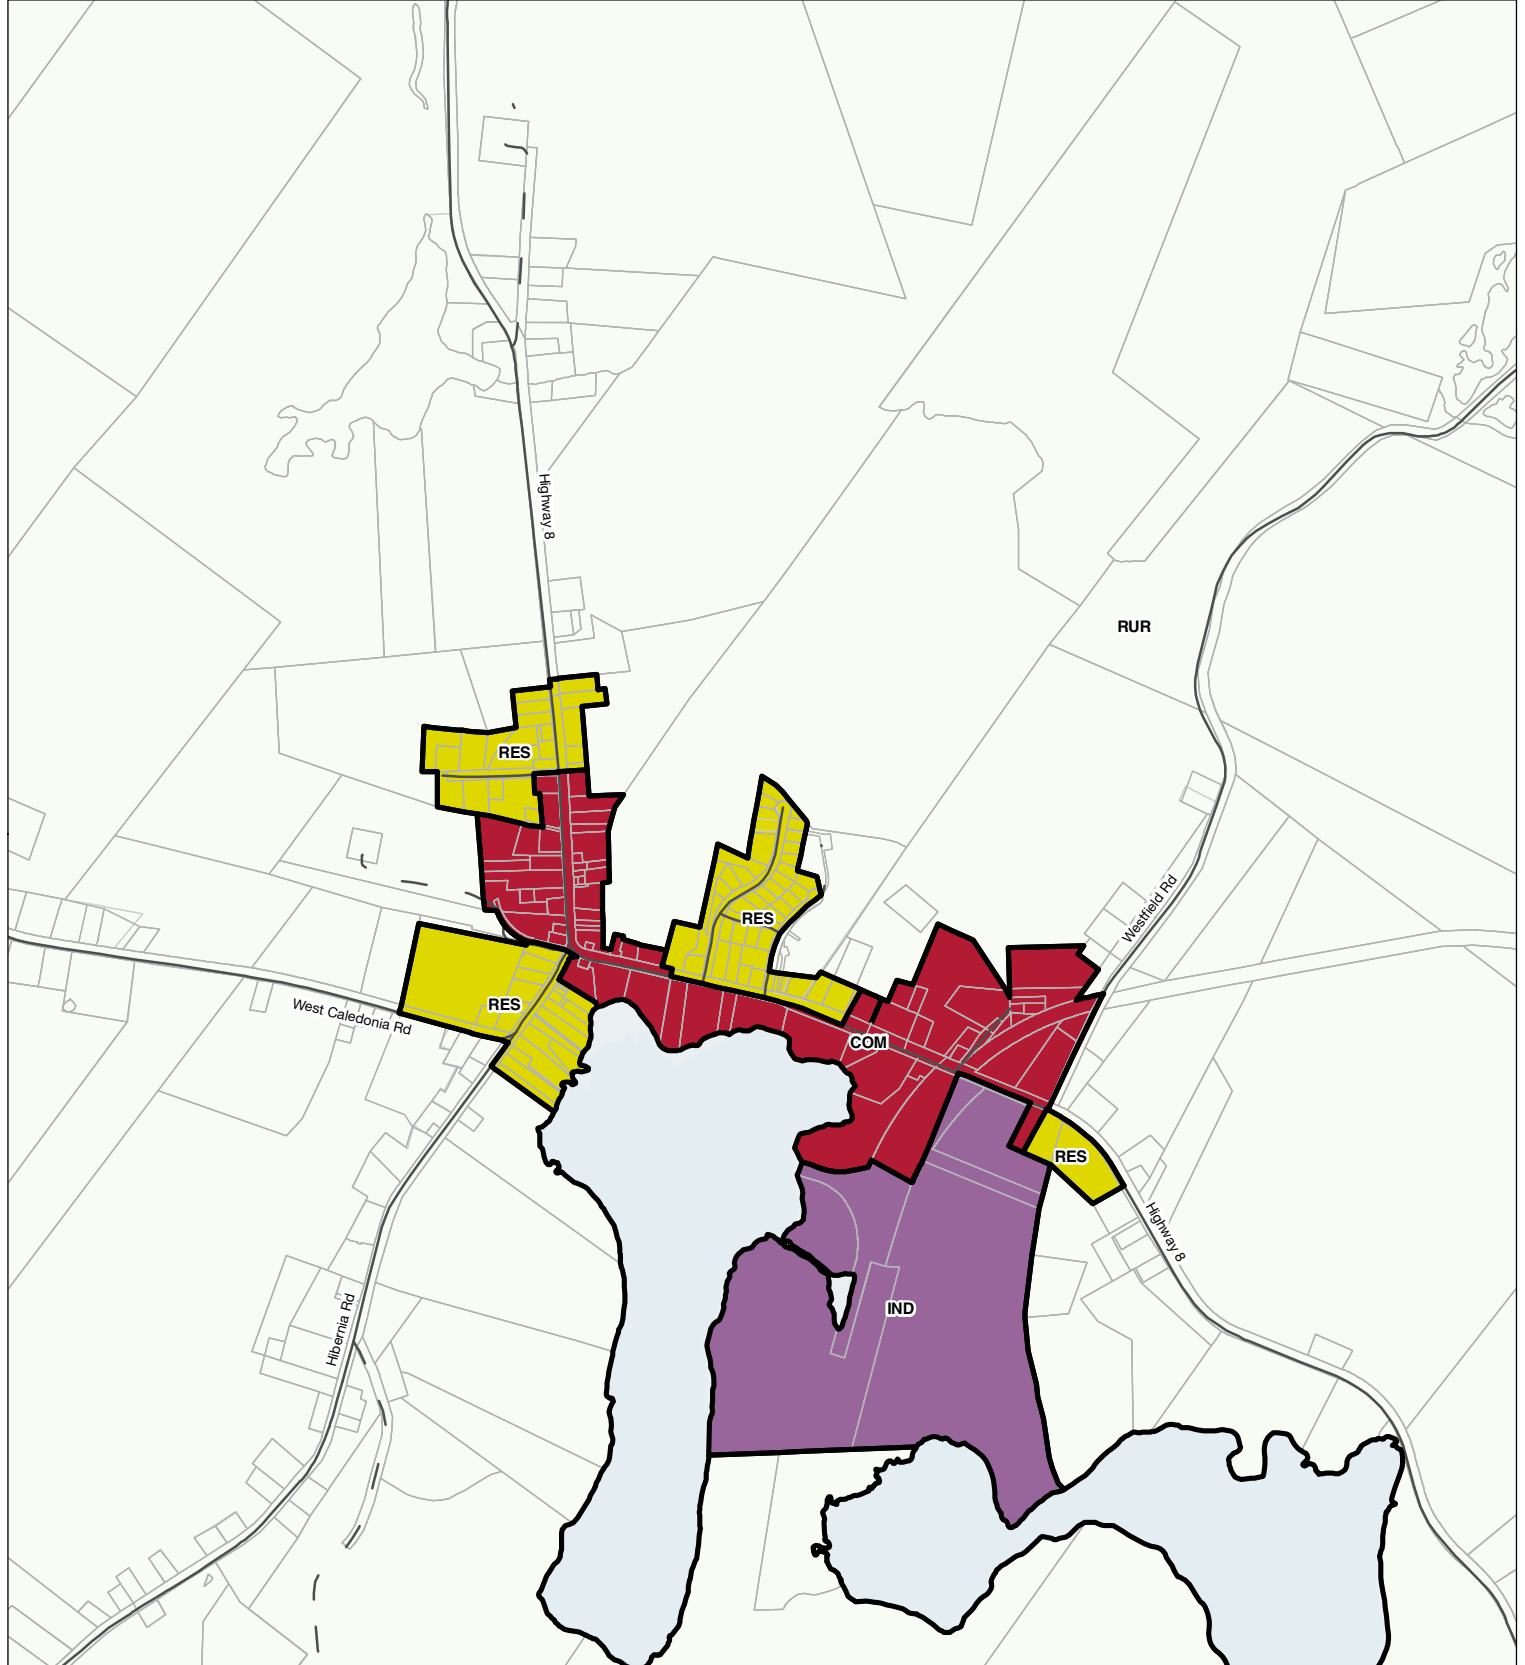 Highway 8
RUR
RES
Westfield Rd
RES
RES
West Caledonia Rd
COM
RES
Highway 8
IND
Hibernia Rd